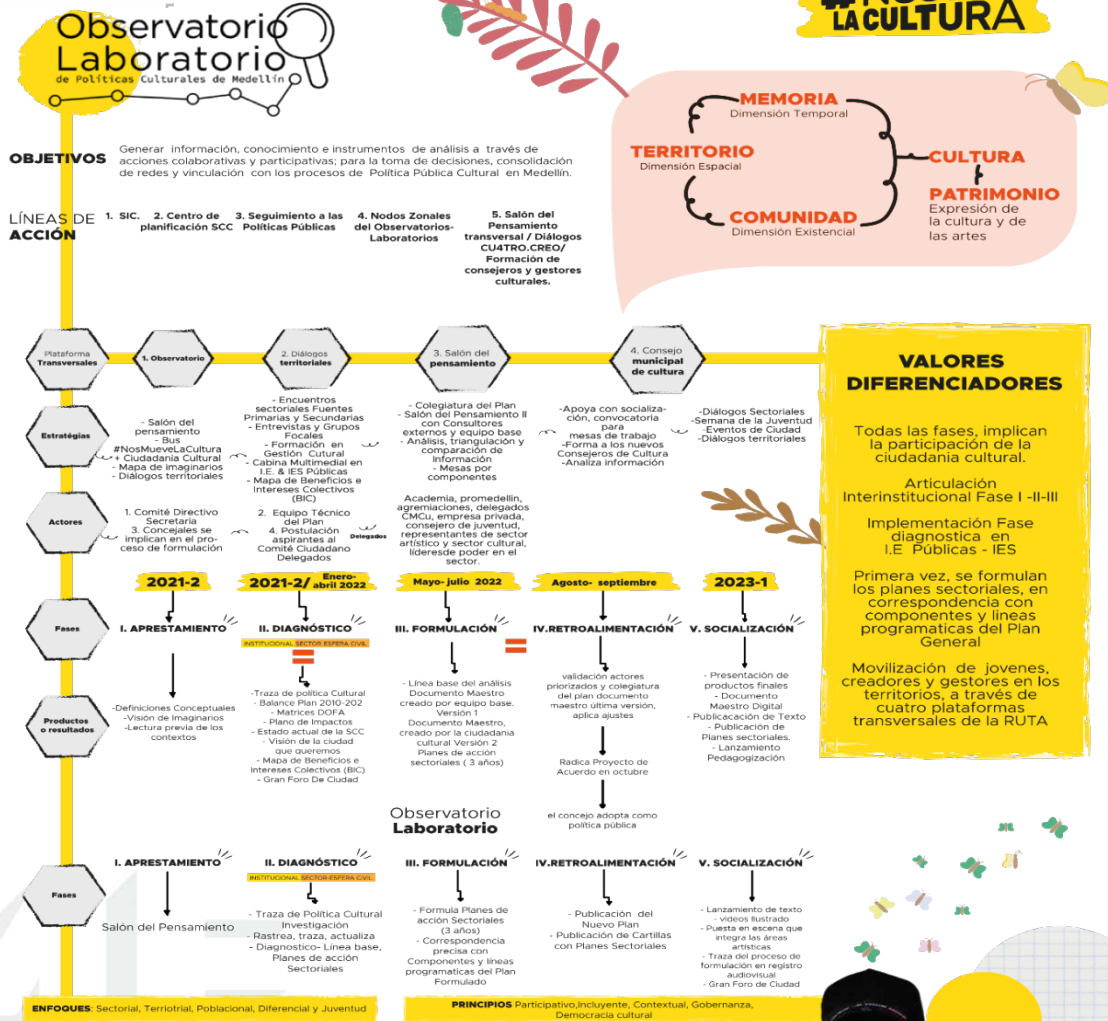 Observatorio
Laboratorio
de Políticas Culturales de Medellín
LA CULTURA
OBJETIVOS
Generar información, conocimiento e instrumentos de análisis a través de
acciones colaborativas y participativas; para la toma de decisiones, consolidación
de redes y vinculación con los procesos de Política Pública Cultural en Medellín.
LÍNEAS DE
ACCIÓN
1. SIC.
2. Centro de
planificación SCC
3. Seguimiento a las
Políticas Públicas
4. Nodos Zonales
del Observatorios-
Laboratorios
5. Salón del
Pensamiento
transversal / Diálogos
CU4TRO.CREO/
Formación de
consejeros y gestores
culturales.
MEMORIA
Dimensión Temporal
TERRITORIO
Dimensión Espacial
COMUNIDAD
Dimensión Existencial
CULTURA
PATRIMONIO
Expresión de
la cultura y de
las artes
Plataforma
Transversales
1. Observatorio
2. Diálogos
territoriales
3. Salón del
pensamiento
4. Consejo
municipal
de cultura
Estratégias
- Salón del
pensamiento
- Bus
#NosMueveLaCultura
+ Ciudadania Cultural
- Mapa de imaginarios
- Diálogos territoriales
- Encuentros
sectoriales Fuentes
Primarias y Secundarias
- Entrevistas y Grupos
Focales
- Formación en
Gestión Cutural
- Cabina Multimedial en
I.E. & IES Públicas
- Mapa de Beneficios e
Intereses Colectivos
(BIC)
- Colegiatura del Plan
- Salón del Pensamiento II
con Consultores
externos y equipo base
- Análisis, triangulación y
comparación de
Información
- Mesas por
componentes
-Apoya con socializa-
ción, convocatoria
para
mesas de trabajo
-Forma a los nuevos
Consejeros de Cultura
-Analiza información
-Diálogos Sectoriales
-Semana de la Juventud
-Eventos de Ciudad
-Diálogos territoriales
Actores
1. Comité Directivo
Secretaria
3. Concejales se
implican en el pro-
ceso de formulación
2. Equipo Técnico
del Plan
4. Postulación
aspirantes al
Comité Ciudadano
Delegados
Delegados
Academia, promedellin,
agremiaciones, delegados
CMCu, empresa privada,
consejero de juventud,
representantes de sector
artístico y sector cultural,
líderesde poder en el
sector.
2021-2
2021-2/ Enero-
abril 2022
Mayo- julio 2022
Agosto- septiembre
2023-1
Fases
I. APRESTAMIENTO
II. DIAGNÓSTICO
INSTITUCIONAL SECTOR-ESFERA CIVIL
III. FORMULACIÓN
IV.RETROALIMENTACIÓN
V. SOCIALIZACIÓN
Productos
o resultados
-Definiciones Conceptuales
-Visión de Imaginarios
-Lectura previa de los
contextos
-Traza de política Cultural
- Balance Plan 2010-202
- Matrices DOFA
- Plano de Impactos
- Estado actual de la SCC
- Visión de la ciudad
que queremos
- Mapa de Beneficios e
Intereses Colectivos (BIC)
- Gran Foro De Ciudad
- Línea base del análisis
Documento Maestro
creado por equipo base.
Versión 1
Documento Maestro,
creado por la ciudadania
cultural Versión 2
Planes de acción
sectoriales ( 3 años)
validación actores
priorizados y colegiatura
del plan documento
maestro última versión,
aplica ajustes
Radica Proyecto de
Acuerdo en octubre
el concejo adopta como
política pública
- Presentación de
productos finales
- Documento
Maestro Digital
- Publicacación de Texto
- Publicación de
Planes sectoriales.
- Lanzamiento
Pedagogización
VALORES
DIFERENCIADORES
Todas las fases, implican
la participación de la
ciudadania cultural.
Articulación
Interinstitucional Fase I -II-III
Implementación Fase
diagnostica en
I.E Públicas - IES
Primera vez, se formulan
los planes sectoriales, en
correspondencia con
componentes y lineas
programaticas del Plan
General
Movilización de jovenes,
creadores y gestores en los
territorios, a través de
cuatro plataformas
transversales de la RUTA
Observatorio
Laboratorio
Fases
I. APRESTAMIENTO
Salón del Pensamiento
II. DIAGNÓSTICO
INSTITUCIONAL SECTOR-ESFERA CIVIL
- Traza de Política Cultural
Investigación
- Rastrea, traza, actualiza
- Diagnostico- Línea base,
Planes de acción
Sectoriales
III. FORMULACIÓN
- Formula Planes de
acción Sectoriales
(3 años)
- Correspondencia
precisa con
Componentes y líneas
programaticas del Plan
Formulado
IV.RETROALIMENTACIÓN
- Publicación del
Nuevo Plan
- Publicación de Cartillas
con Planes Sectoriales
V. SOCIALIZACIÓN
- Lanzamiento de texto
- videos Ilustrado
- Puesta en escena que
integra las áreas
artísticas
- Traza del proceso de
formulación en registro
audiovisual
- Gran Foro de Ciudad
ENFOQUES: Sectorial, Terriotrial, Poblacional, Diferencial y Juventud
PRINCIPIOS Participativo,Incluyente, Contextual, Gobernanza,
Democracia cultural